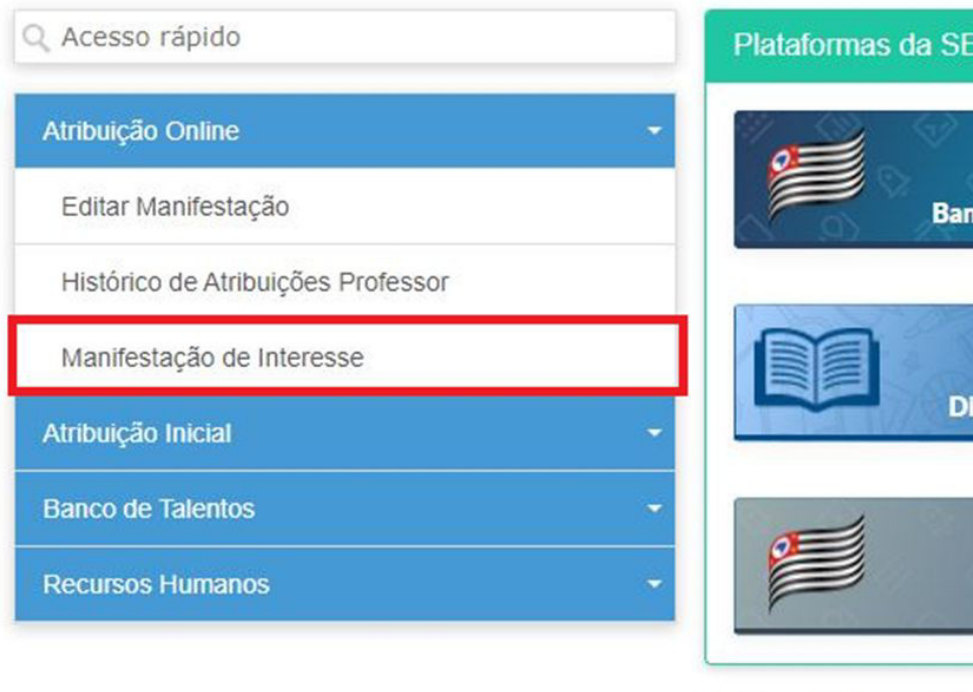 Acesso rápido
Atribuição Online
Editar Manifestação
Histórico de Atribuições Professor
Manifestação de Interesse
Atribuição Inicial
Banco de Talentos
Recursos Humanos
Plataformas da